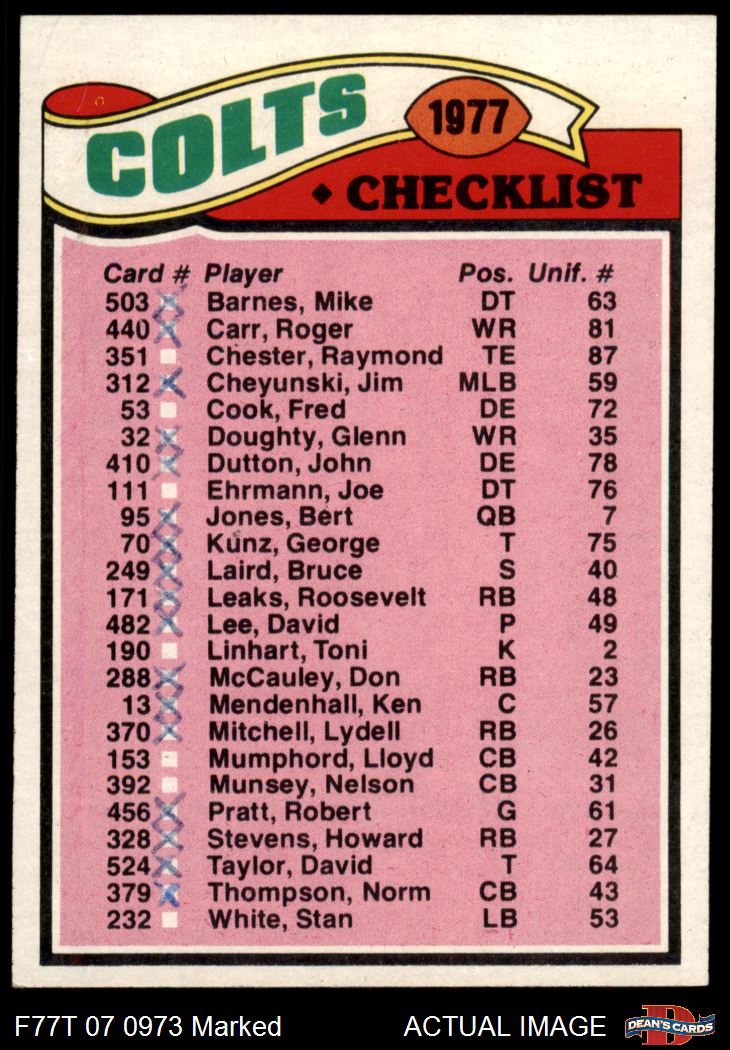 COLTS
1977
◆ CHECKLIST
Card # Player Pos. Unif. #
503 Barnes, Mike DT 63
440 Carr, Roger WR 81
351 Chester, Raymond TE 87
312 Cheyunski, Jim MLB 59
53 Cook, Fred DE 72
32 Doughty, Glenn WR 35
410 Dutton, John DE 78
111 Ehrmann, Joe DT 76
95 Jones, Bert QB 7
70 Kunz, George T 75
249 Laird, Bruce S 40
171 Leaks, Roosevelt RB 48
482 Lee, David P 49
190 Linhart, Toni K 2
288 McCauley, Don RB 23
13 Mendenhall, Ken C 57
370 Mitchell, Lydell RB 26
153 Mumphord, Lloyd CB 42
392 Munsey, Nelson CB 31
456 Pratt, Robert G 61
328 Stevens, Howard RB 27
524 Taylor, David T 64
379 Thompson, Norm CB 43
232 White, Stan LB 53
F77T 07 0973 Marked ACTUAL IMAGE
D
DEAN'S CARDS